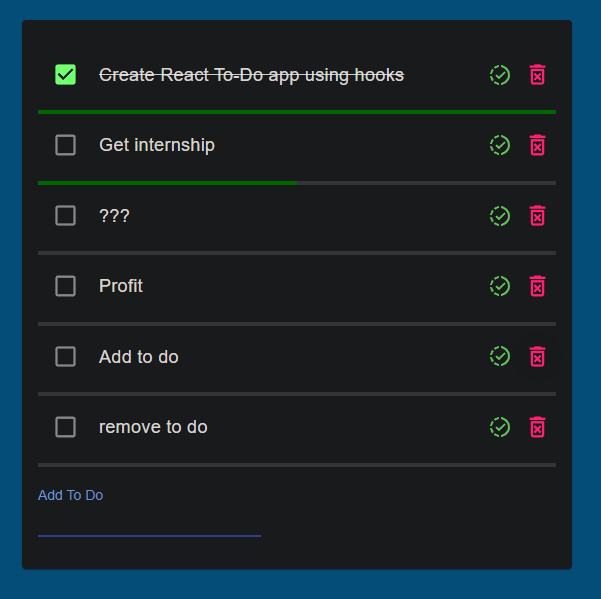 Create React To-Do app using hooks
Get internship
???
Profit
Add to do
remove to do
Add To Do